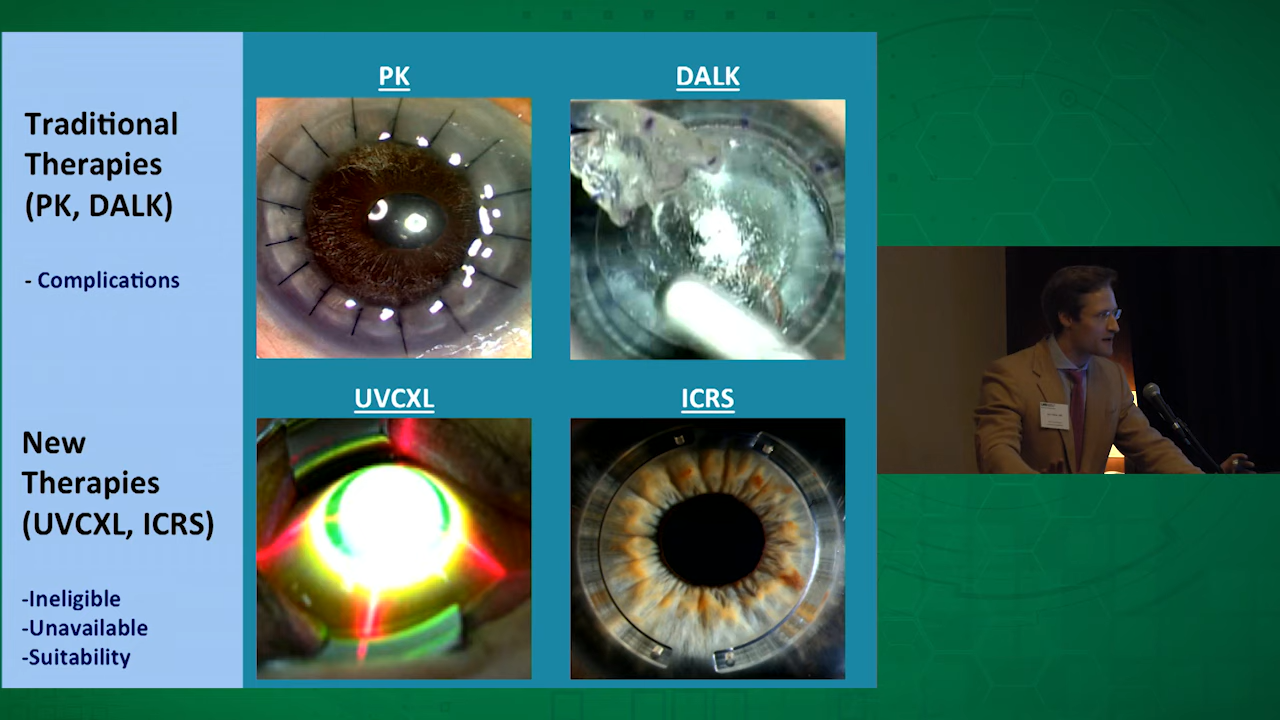 Traditional
Therapies
(PK, DALK)
- Complications
PK
DALK
New
Therapies
(UVCXL, ICRS)
-Ineligible
-Unavailable
-Suitability
UVCXL
ICRS